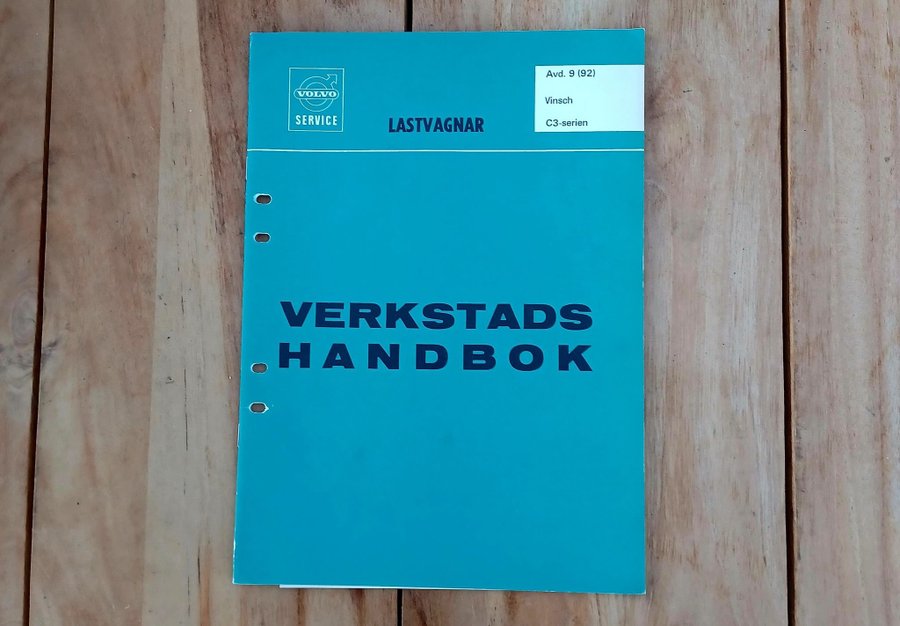 VOLVO
SERVICE
LASTVAGNAR
Avd. 9 (92)
Vinsch
C3-serien
VERKSTADS
HANDBOK